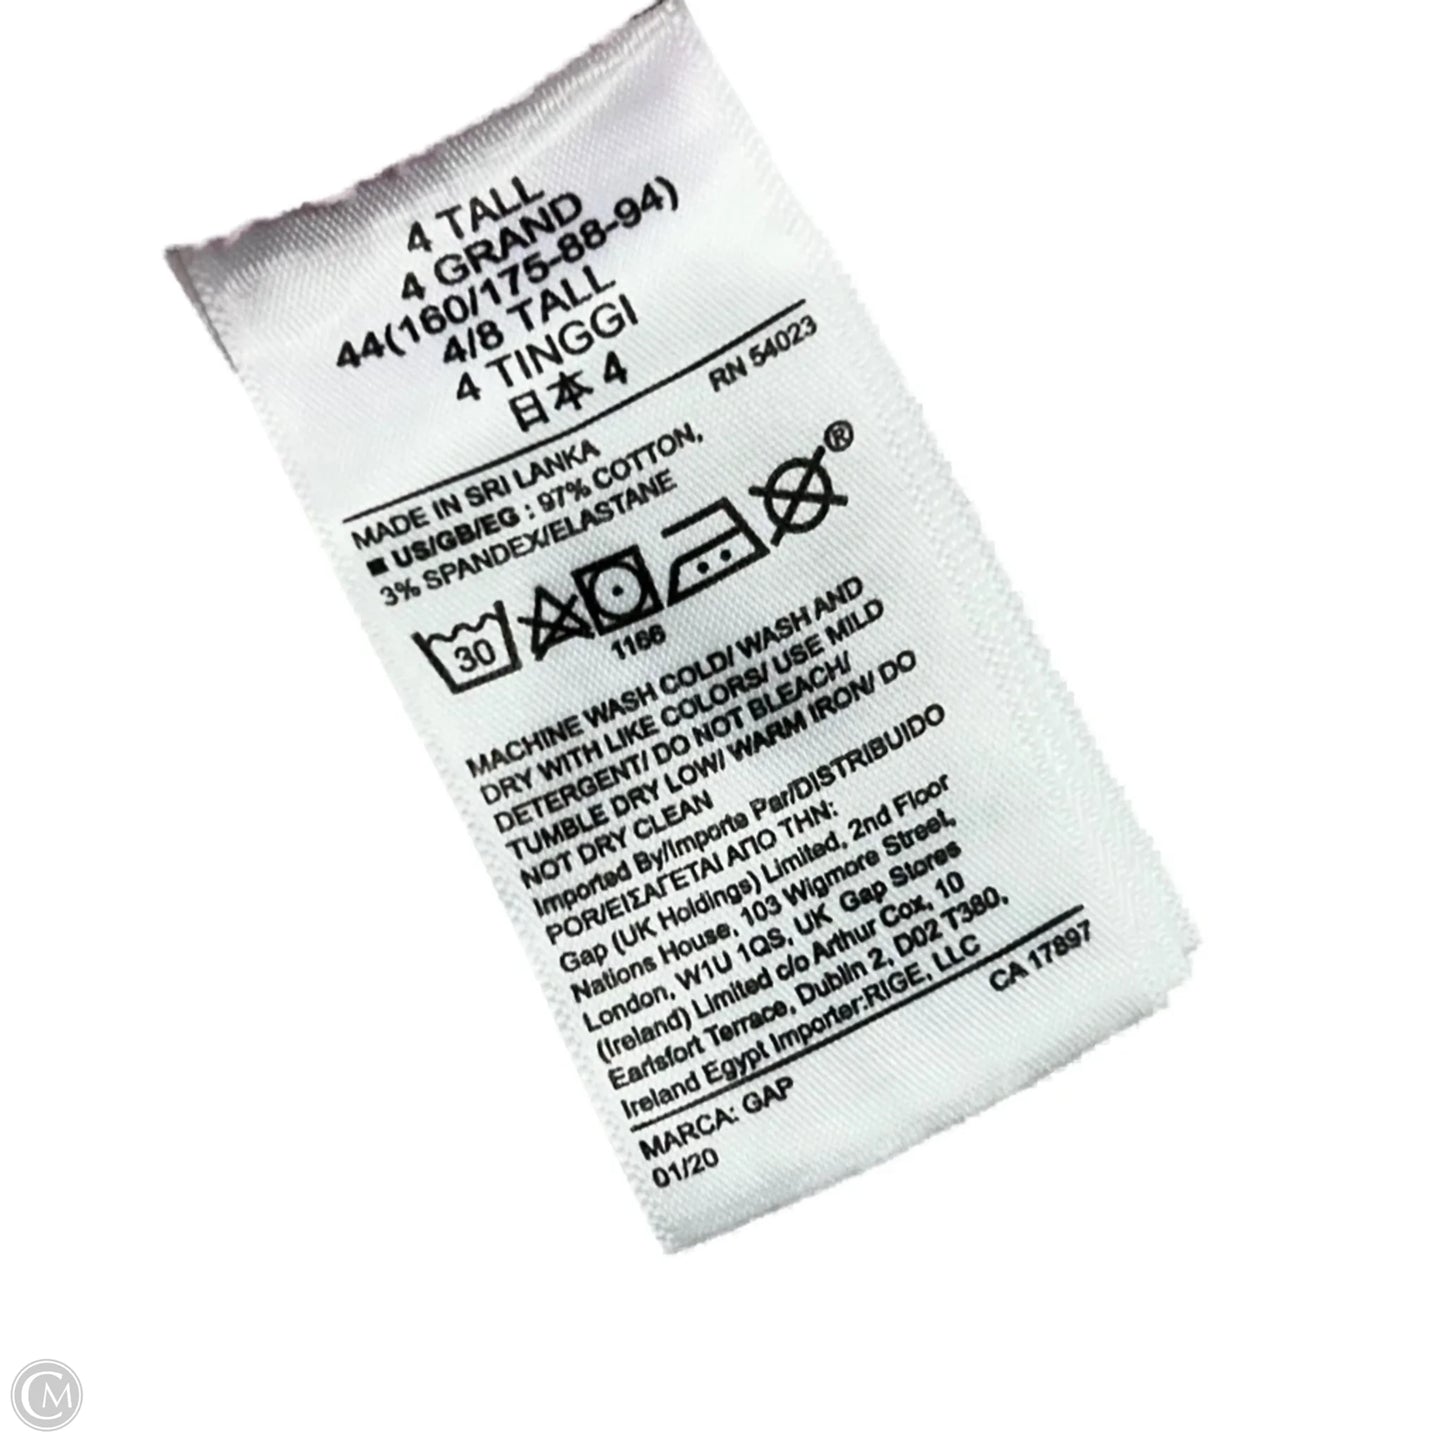 4 TALL
4 GRAND
44(160/175-88-94)
4/8 TALL
4 TINGGI
日本 4
RN 54023
MADE IN SRI LANKA
■ US/GB/EG : 97% COTTON,
3% SPANDEX/ELASTANE
®
30
1166
MACHINE WASH COLD/ WASH AND
DRY WITH LIKE COLORS/ USE MILD
DETERGENT/ DO NOT BLEACH/
TUMBLE DRY LOW/ WARM IRON/ DO
NOT DRY CLEAN
Imported By/Importe Par/DISTRIBUIDO
POR/ΕΙΣΑΓΕΤΑΙ ΑΠΟ ΤΗΝ:
Gap (UK Holdings) Limited, 2nd Floor
Nations House, 103 Wigmore Street,
London, W1U 1QS, UK Gap Stores
(Ireland) Limited c/o Arthur Cox, 10
Earlsfort Terrace, Dublin 2, D02 T380,
Ireland Egypt Importer:RIGE, LLC
CA 17897
MARCA: GAP
01/20
CM